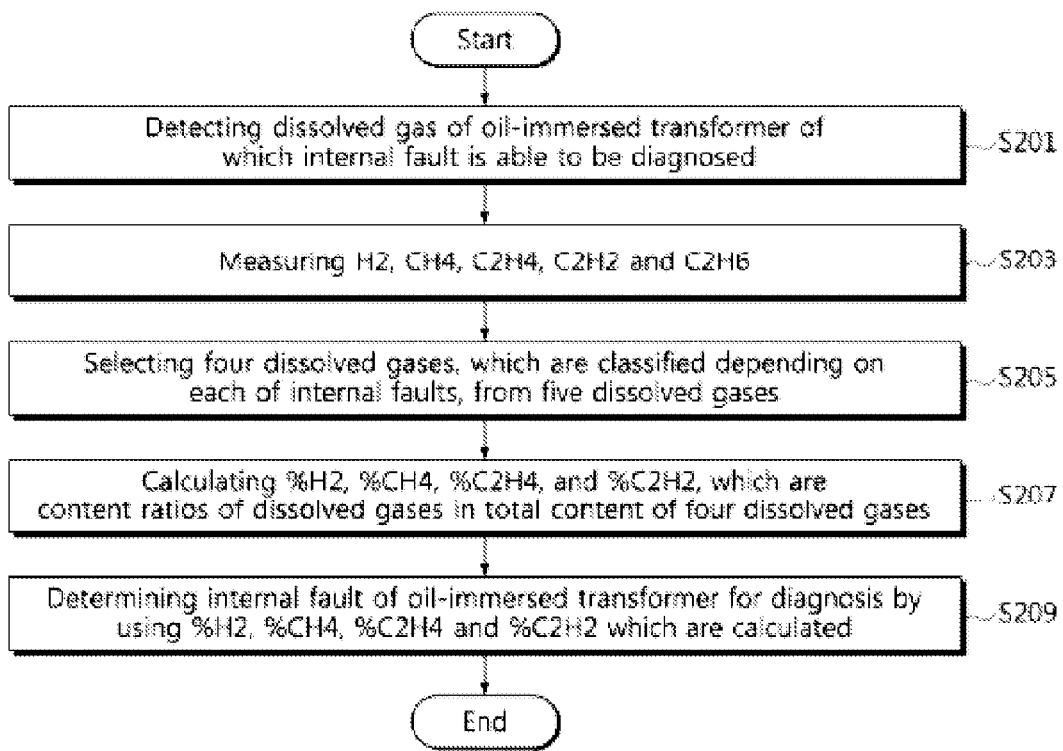 Start
Detecting dissolved gas of oil-immersed transformer of
which internal fault is able to be diagnosed
S201
Measuring H2, CH4, C2H4, C2H2 and C2H6
S203
Selecting four dissolved gases, which are classified depending on
each of internal faults, from five dissolved gases
S205
Calculating %H2, %CH4, %C2H4, and %C2H2, which are
content ratios of dissolved gases in total content of four dissolved gases
S207
Determining internal fault of oil-immersed transformer for diagnosis by
using %H2, %CH4, %C2H4 and %C2H2 which are calculated
S209
End